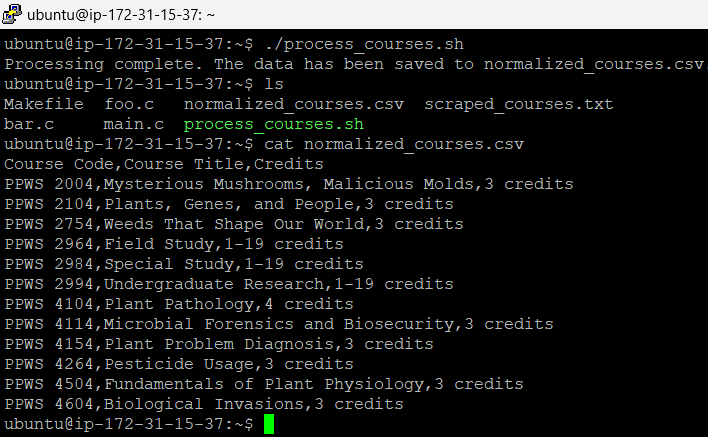 ubuntu@ip-172-31-15-37: ~
ubuntu@ip-172-31-15-37:~$ ./process_courses.sh
Processing complete. The data has been saved to normalized_courses.csv.
ubuntu@ip-172-31-15-37:~$ ls
Makefile  foo.c   normalized_courses.csv  scraped_courses.txt
bar.c     main.c  process_courses.sh
ubuntu@ip-172-31-15-37:~$ cat normalized_courses.csv
Course Code,Course Title,Credits
PPWS 2004,Mysterious Mushrooms, Malicious Molds,3 credits
PPWS 2104,Plants, Genes, and People,3 credits
PPWS 2754,Weeds That Shape Our World,3 credits
PPWS 2964,Field Study,1-19 credits
PPWS 2984,Special Study,1-19 credits
PPWS 2994,Undergraduate Research,1-19 credits
PPWS 4104,Plant Pathology,4 credits
PPWS 4114,Microbial Forensics and Biosecurity,3 credits
PPWS 4154,Plant Problem Diagnosis,3 credits
PPWS 4264,Pesticide Usage,3 credits
PPWS 4504,Fundamentals of Plant Physiology,3 credits
PPWS 4604,Biological Invasions,3 credits
ubuntu@ip-172-31-15-37:~$